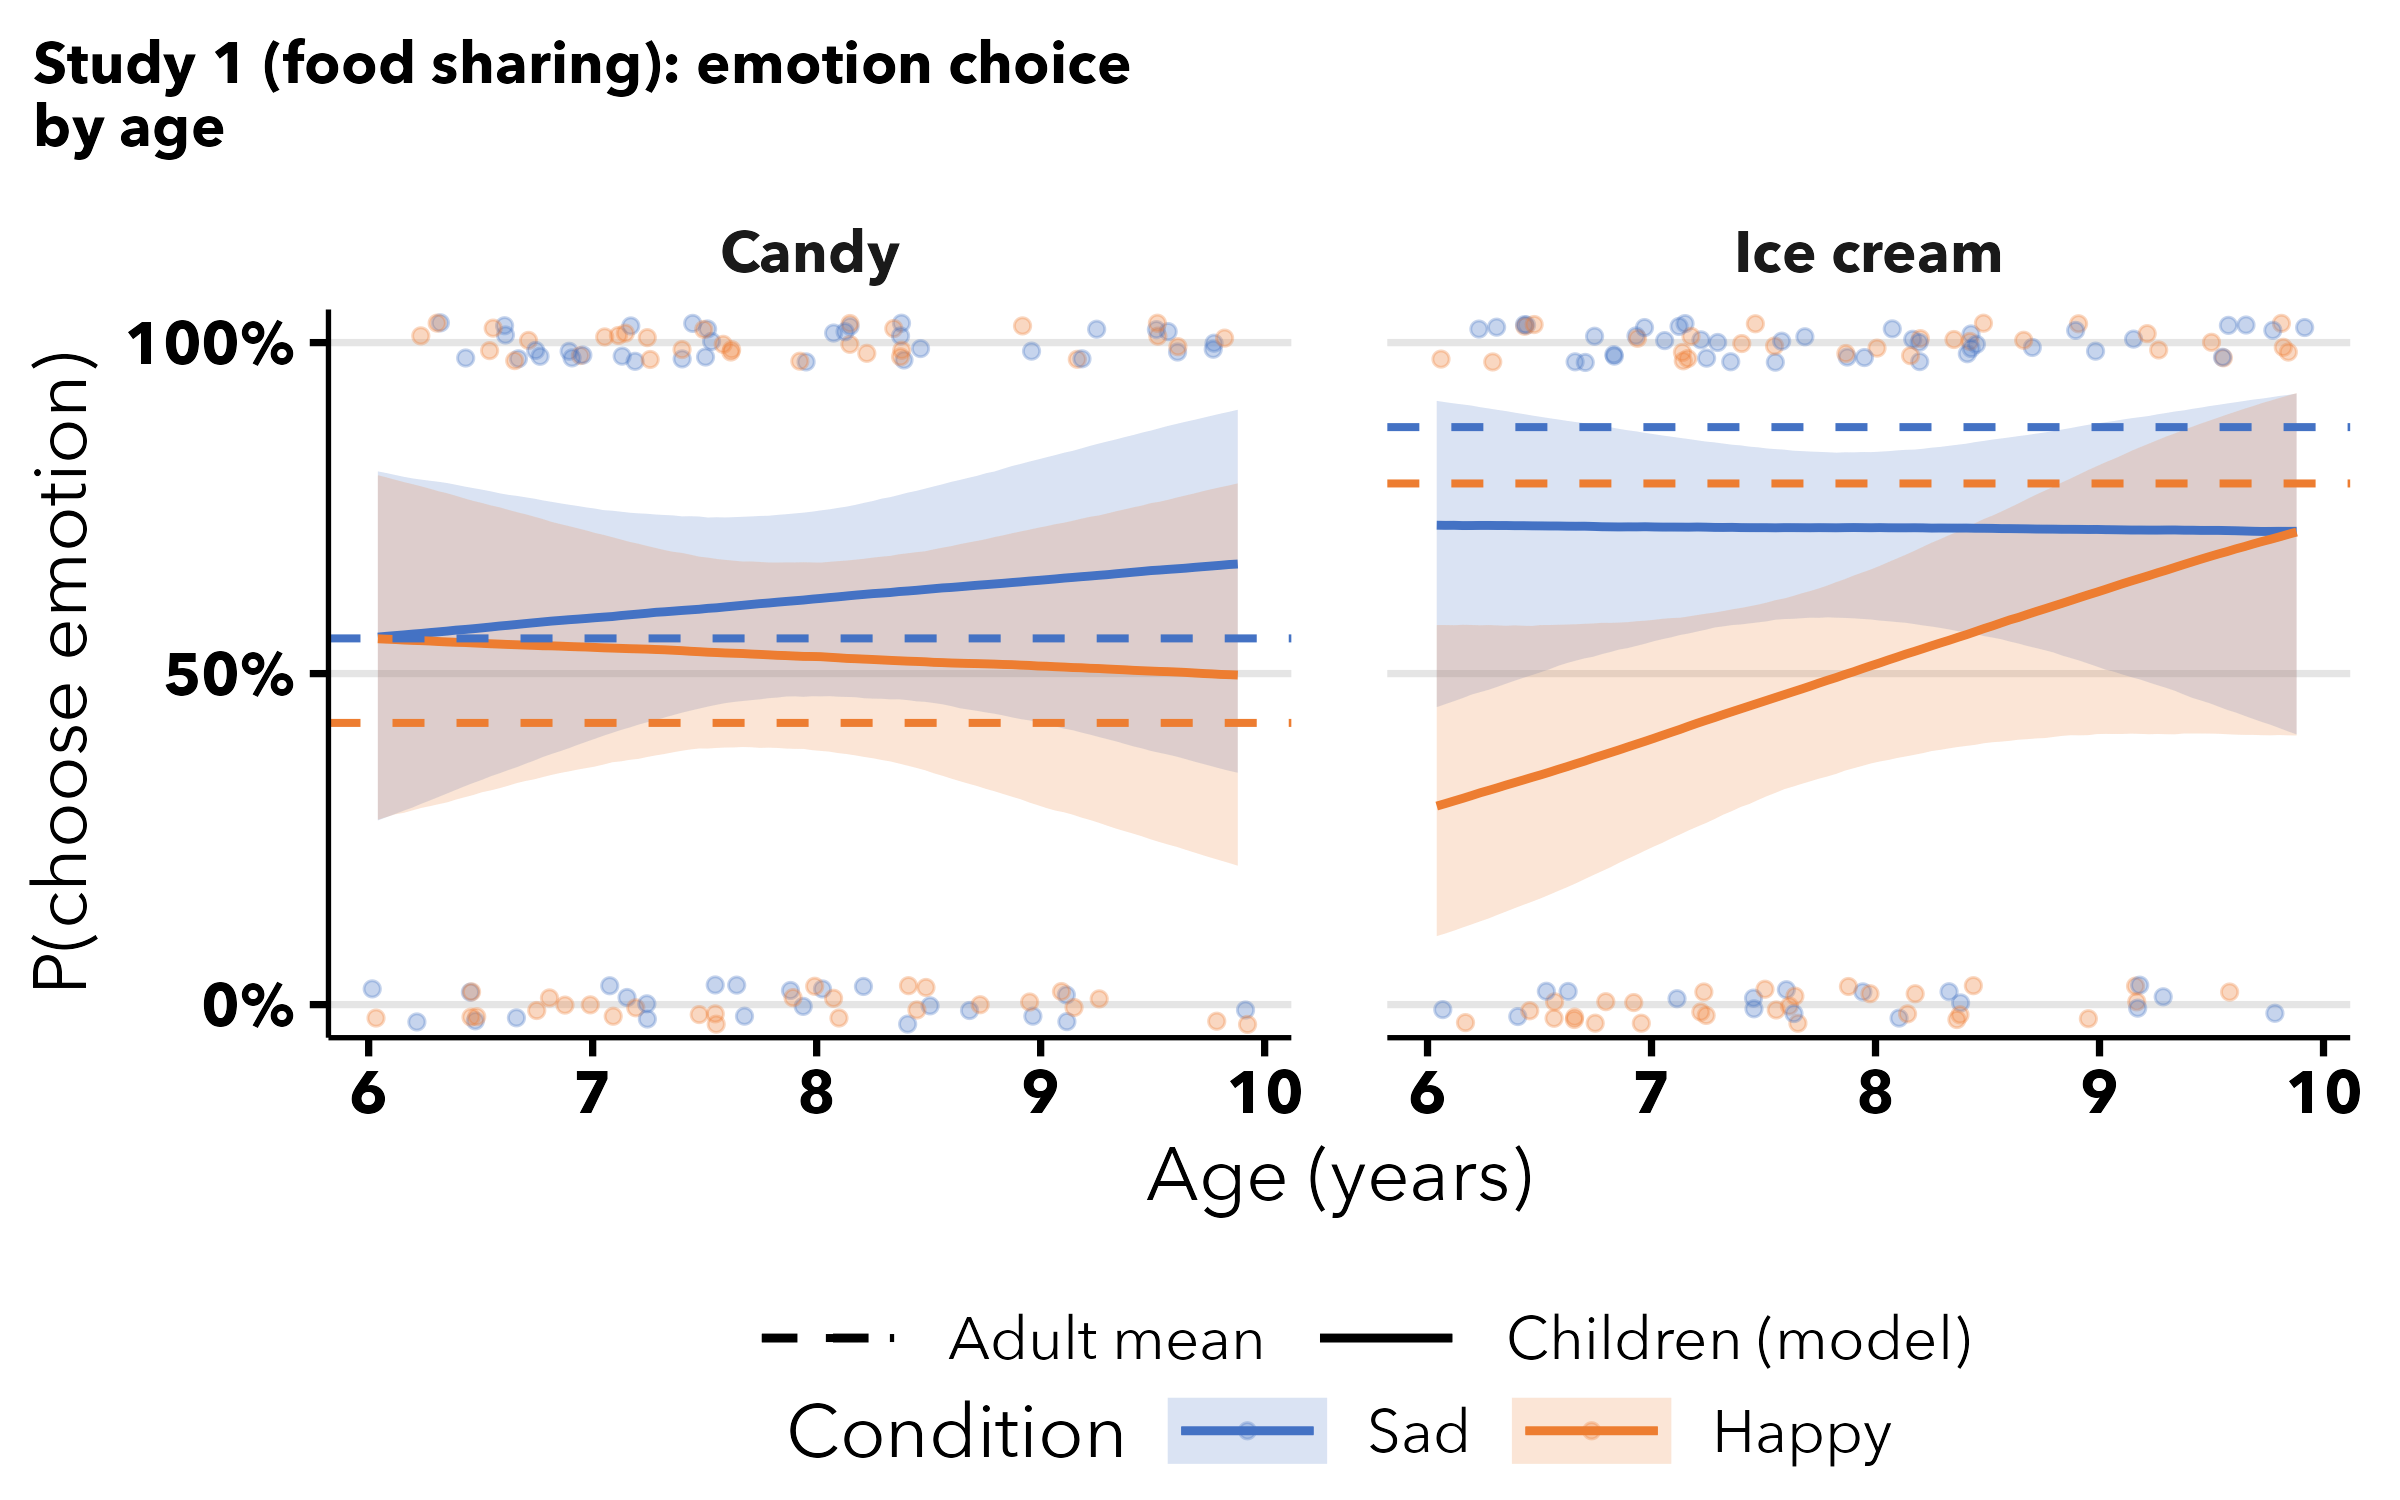 Study 1 (food sharing): emotion choice
by age
Candy
Ice cream
P(choose emotion)
100%
50%
0%
6 7 8 9 10
6 7 8 9 10
Age (years)
Adult mean
Children (model)
Condition
Sad
Happy